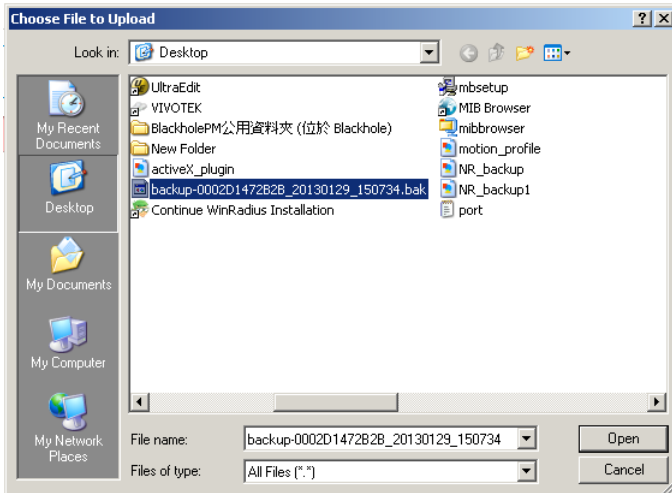 Choose File to Upload
Look in:
Desktop
My Recent
Documents
Desktop
My Documents
My Computer
My Network
Places
UltraEdit
VIVOTEK
BlackholePM公用資料夾 (位於 Blackhole)
New Folder
activeX_plugin
backup-0002D1472B2B_20130129_150734.bak
Continue WinRadius Installation
mbsetup
MIB Browser
mibbrowser
motion_profile
NR_backup
NR_backup1
port
File name:
backup-0002D1472B2B_20130129_150734
Open
Files of type:
All Files (*.*)
Cancel